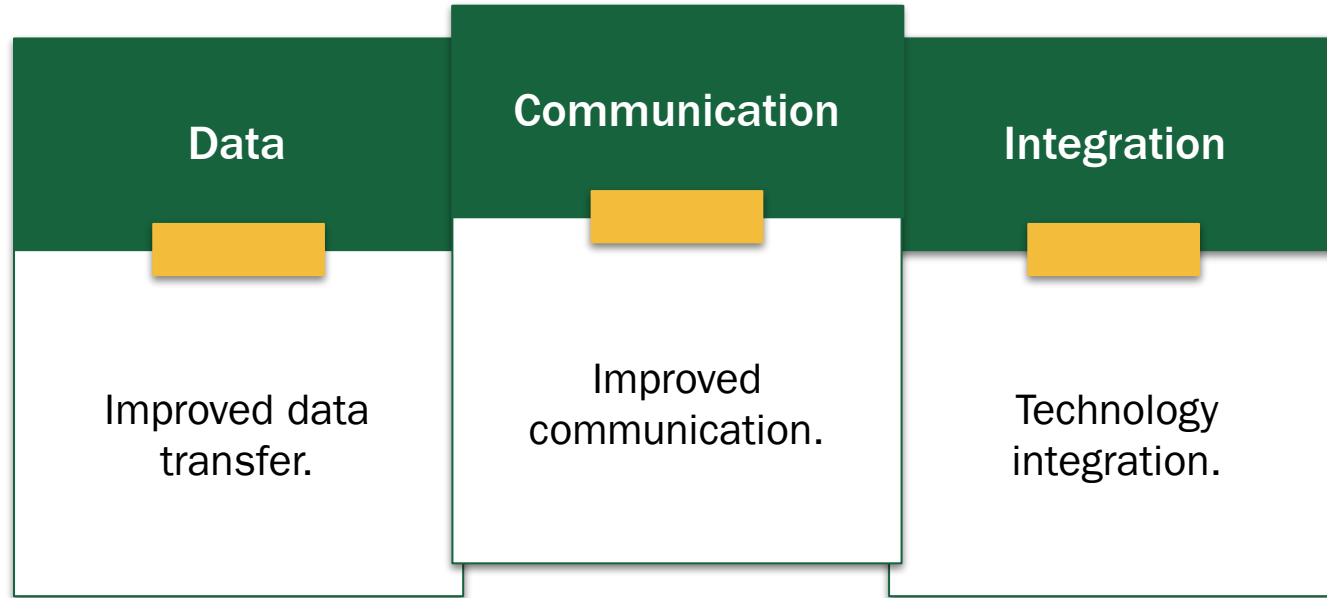 Data
Improved data
transfer.
Communication
Improved
communication.
Integration
Technology
integration.